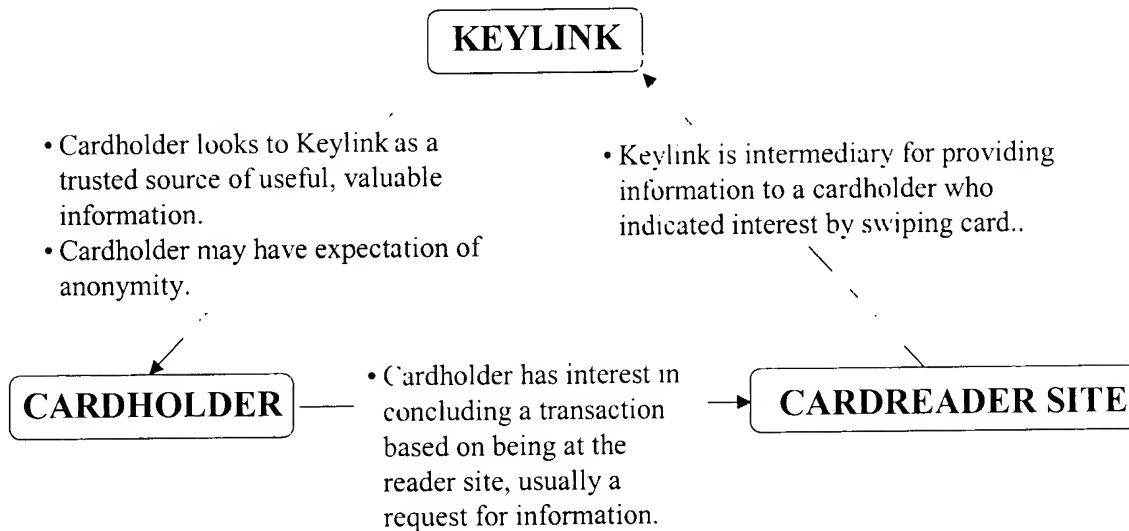 KEYLINK
• Cardholder looks to Keylink as a
trusted source of useful, valuable
information.
• Cardholder may have expectation of
anonymity.
• Keylink is intermediary for providing
information to a cardholder who
indicated interest by swiping card..
CARDHOLDER
• Cardholder has interest in
concluding a transaction
based on being at the
reader site, usually a
request for information.
CARDREADER SITE